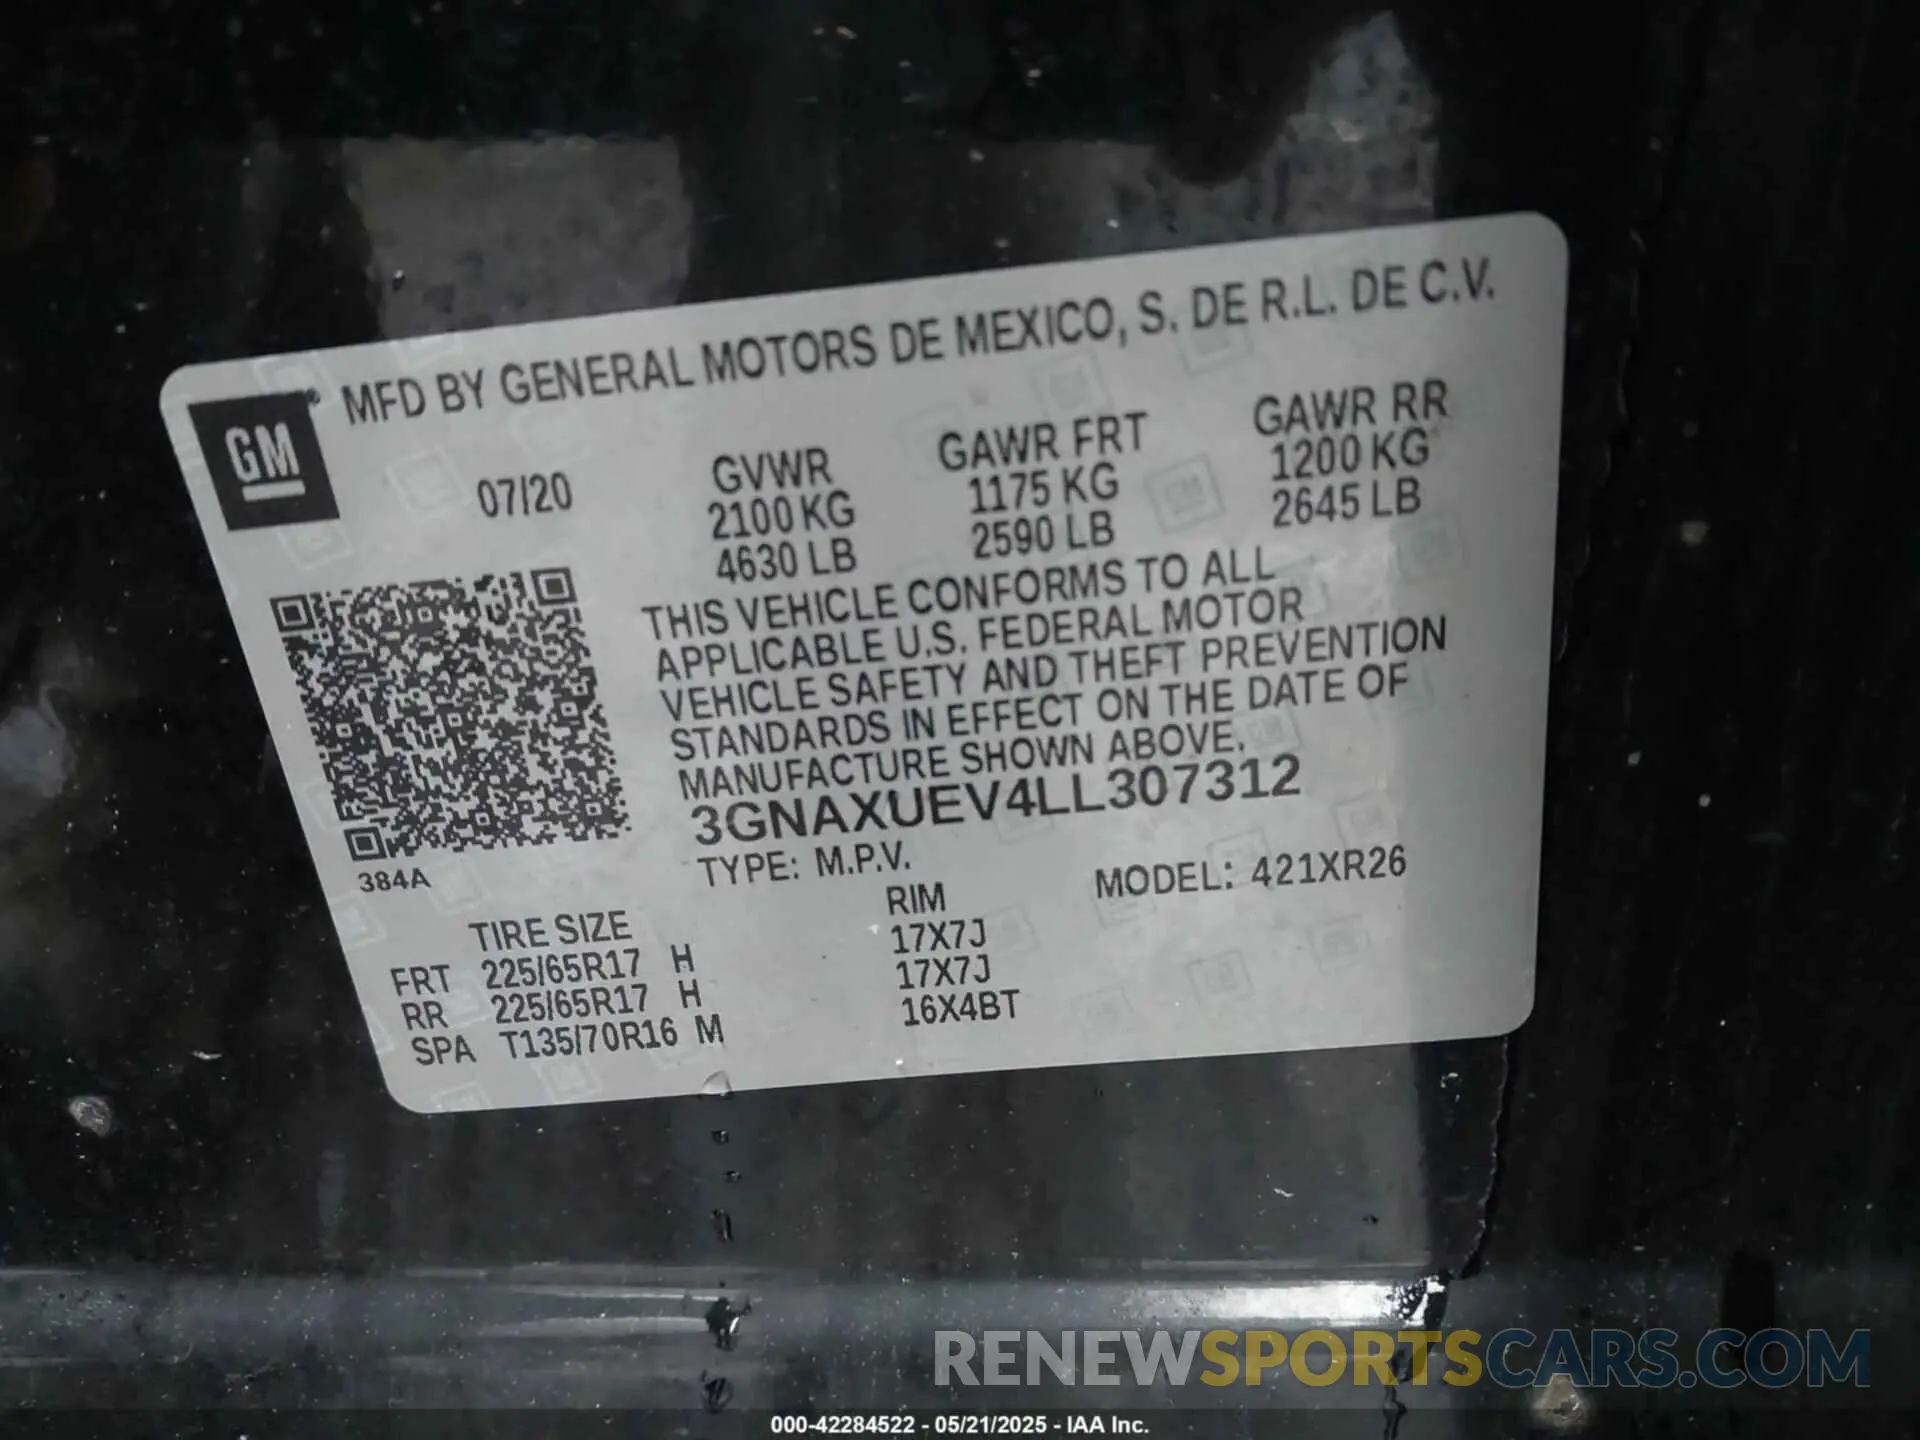 MFD BY GENERAL MOTORS DE MEXICO, S. DE R.L. DE C.V.
GM
07/20
GVWR
2100 KG
4630 LB
GAWR FRT
1175 KG
2590 LB
GAWR RR
1200 KG
2645 LB
THIS VEHICLE CONFORMS TO ALL
APPLICABLE U.S. FEDERAL MOTOR
VEHICLE SAFETY AND THEFT PREVENTION
STANDARDS IN EFFECT ON THE DATE OF
MANUFACTURE SHOWN ABOVE.
3GNAXUEV4LL307312
384A
TYPE: M.P.V.
MODEL: 421XR26
TIRE SIZE RIM
FRT 225/65R17 H 17X7J
RR 225/65R17 H 17X7J
SPA T135/70R16 M 16X4BT
RENEWSPORTSCARS.COM
000-42284522 - 05/21/2025 - IAA Inc.